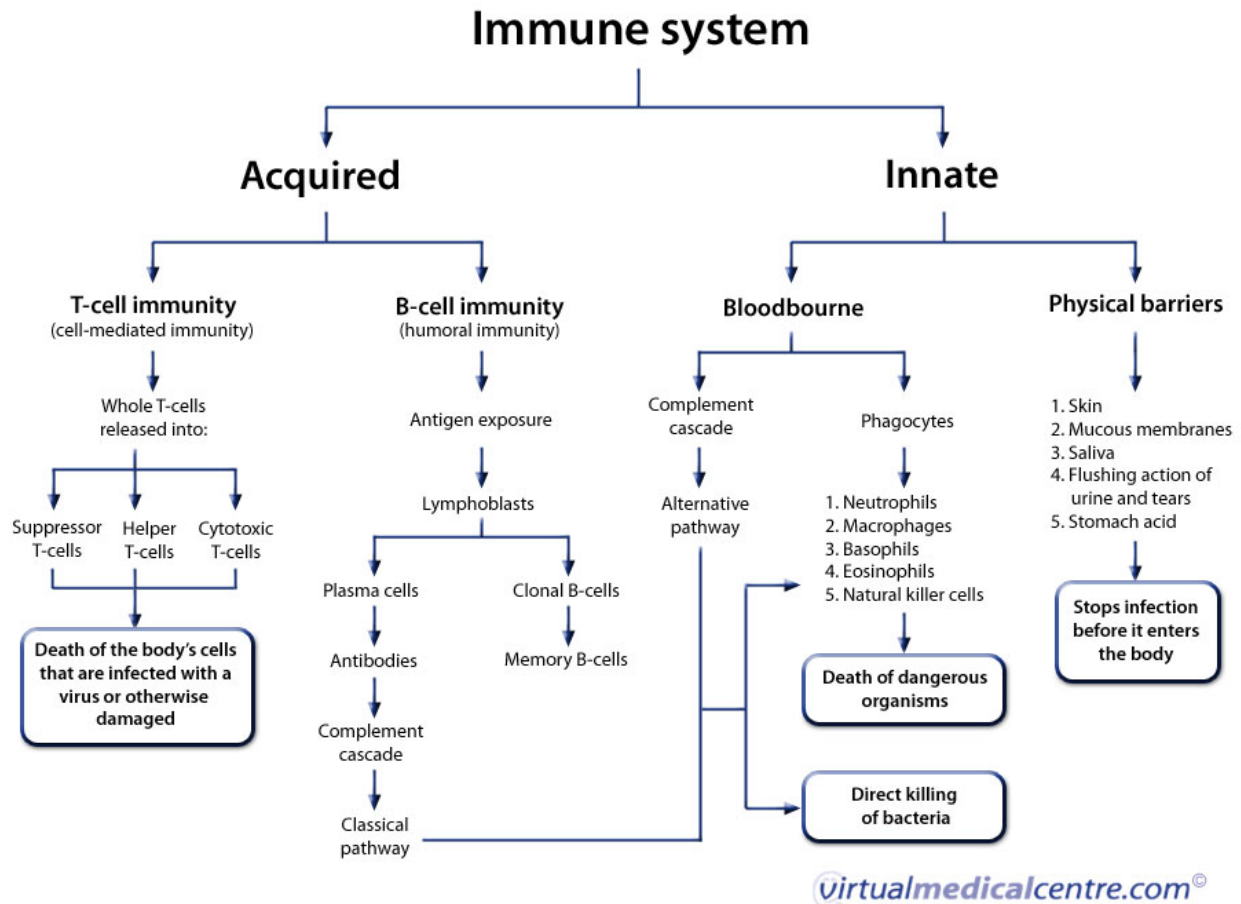 Immune system
Acquired
Innate
T-cell immunity
(cell-mediated immunity)
B-cell immunity
(humoral immunity)
Bloodbourne
Physical barriers
Whole T-cells
released into:
Antigen exposure
Complement
cascade
Phagocytes
1. Skin
2. Mucous membranes
3. Saliva
4. Flushing action of
urine and tears
5. Stomach acid
Suppressor
T-cells
Helper
T-cells
Cytotoxic
T-cells
Lymphoblasts
Alternative
pathway
1. Neutrophils
2. Macrophages
3. Basophils
4. Eosinophils
5. Natural killer cells
Plasma cells
Clonal B-cells
Stops infection
before it enters
the body
Death of the body's cells
that are infected with a
virus or otherwise
damaged
Antibodies
Memory B-cells
Death of dangerous
organisms
Complement
cascade
Direct killing
of bacteria
Classical
pathway
virtualmedicalcentre.com©